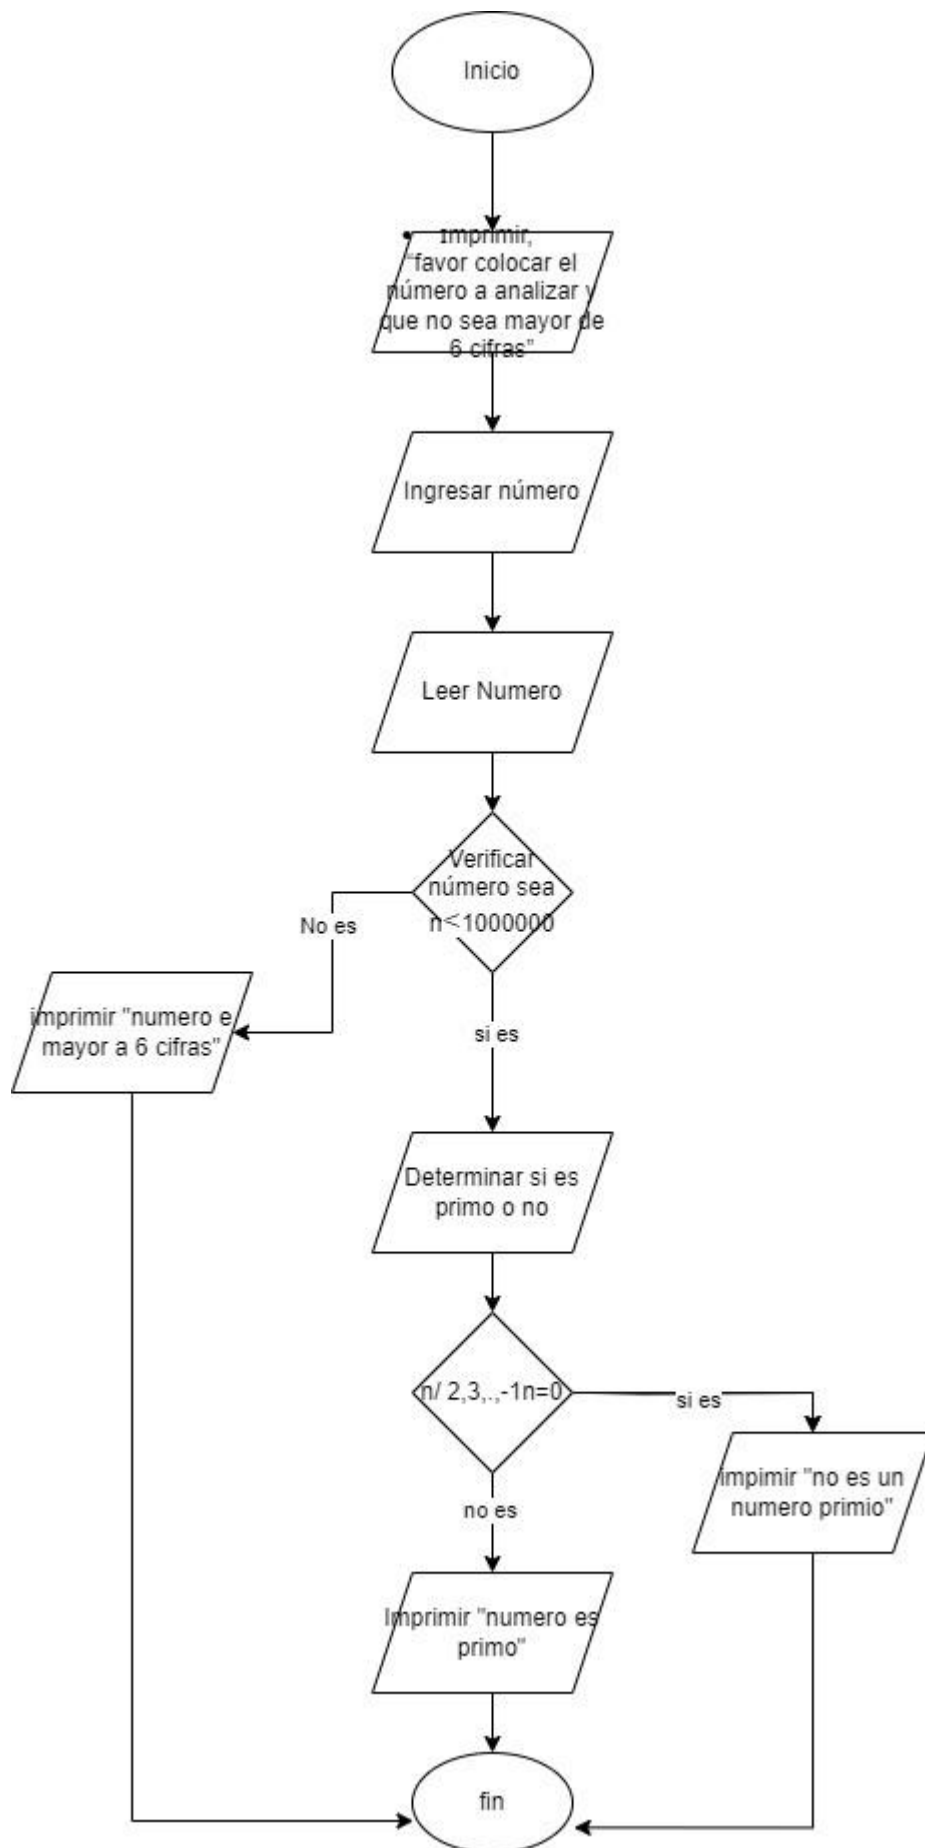 Inicio
Imprimir,
"favor colocar el
número a analizar y
que no sea mayor de
6 cifras"
Ingresar número
Leer Numero
Verificar
número sea
n<1000000
No es
imprimir "numero e
mayor a 6 cifras"
si es
Determinar si es
primo o no
n/ 2,3,.,-1n=0
si es
impimir "no es un
numero primio"
no es
Imprimir "numero es
primo"
fin